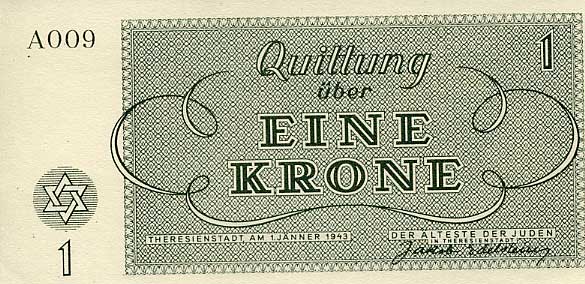 A009
1
Quittung
über
EINE
KRONE
THERESIENSTADT, AM 1. JÄNNER 1943
DER ÄLTESTE DER JUDEN
IN THERESIENSTADT
1